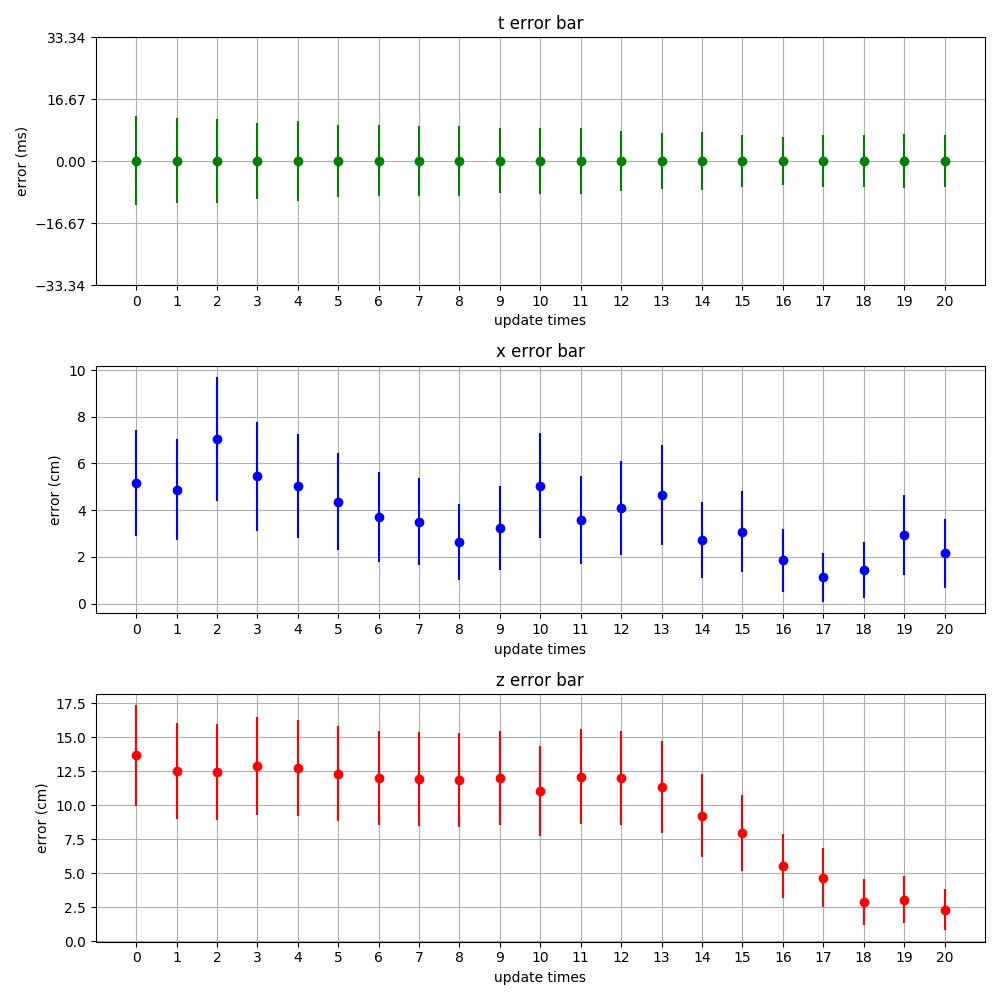 t error bar
33.34
16.67
0.00
−16.67
−33.34
error (ms)
0 1 2 3 4 5 6 7 8 9 10 11 12 13 14 15 16 17 18 19 20
update times
x error bar
10
8
6
4
2
0
error (cm)
0 1 2 3 4 5 6 7 8 9 10 11 12 13 14 15 16 17 18 19 20
update times
z error bar
17.5
15.0
12.5
10.0
7.5
5.0
2.5
0.0
error (cm)
0 1 2 3 4 5 6 7 8 9 10 11 12 13 14 15 16 17 18 19 20
update times